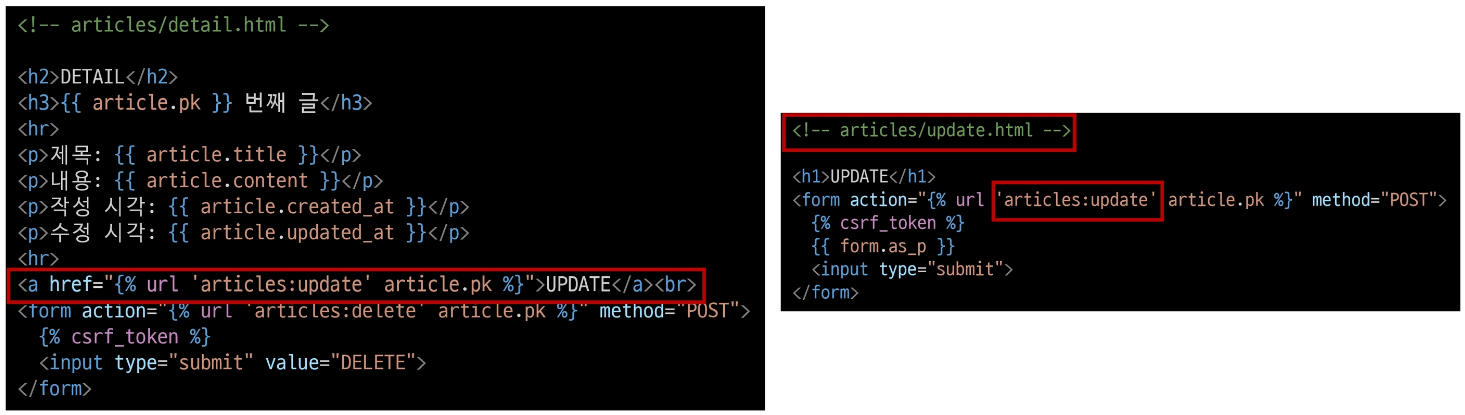 <!-- articles/detail.html -->
<h2>DETAIL</h2>
<h3>{{ article.pk }} 번째 글</h3>
<hr>
<p>제목: {{ article.title }}</p>
<p>내용: {{ article.content }}</p>
<p>작성 시각: {{ article.created_at }}</p>
<p>수정 시각: {{ article.updated_at }}</p>
<hr>
<a href="{% url 'articles:update' article.pk %}">UPDATE</a><br>
<form action="{% url 'articles:delete' article.pk %}" method="POST">
  {% csrf_token %}
  <input type="submit" value="DELETE">
</form>
<!-- articles/update.html -->
<h1>UPDATE</h1>
<form action="{% url 'articles:update' article.pk %}" method="POST">
  {% csrf_token %}
  {{ form.as_p }}
  <input type="submit">
</form>